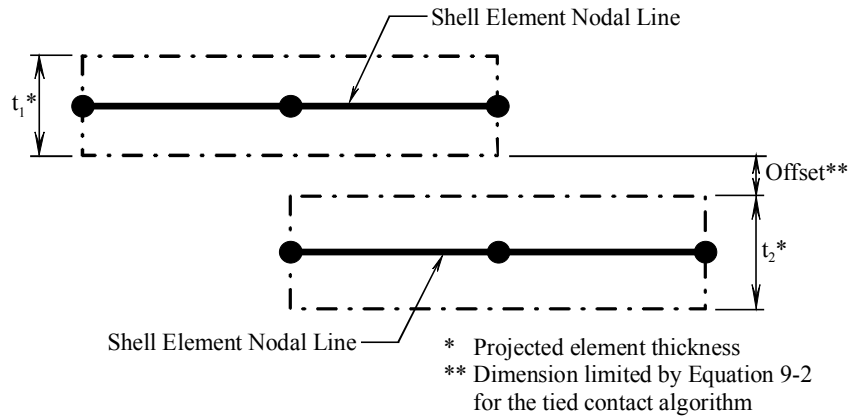 Shell Element Nodal Line
t₁*
Offset**
t₂*
Shell Element Nodal Line
* Projected element thickness
** Dimension limited by Equation 9-2
for the tied contact algorithm